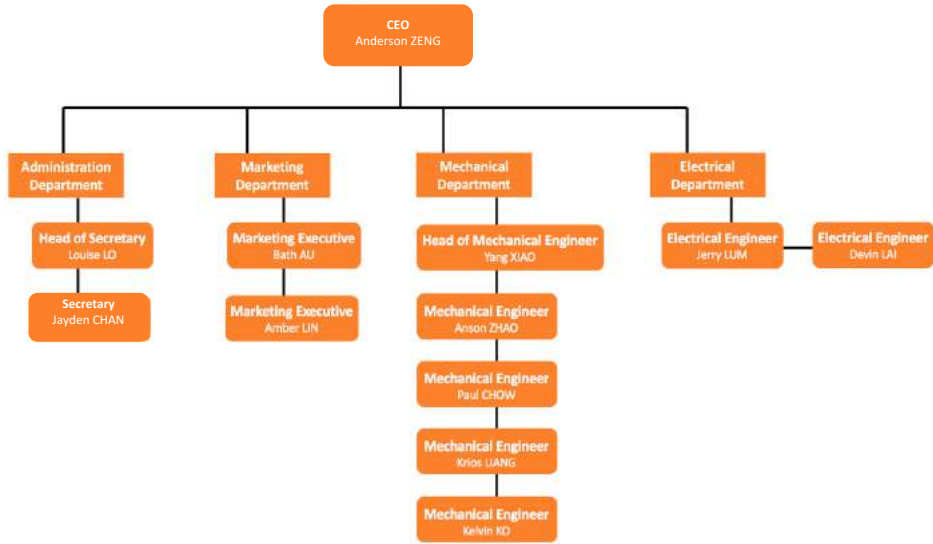 CEO
Anderson ZENG
Administration
Department
Marketing
Department
Mechanical
Department
Electrical
Department
Head of Secretary
Louise LO
Marketing Executive
Bath AU
Head of Mechanical Engineer
Yang XIAO
Electrical Engineer
Jerry LUM
Electrical Engineer
Devin LAI
Secretary
Jayden CHAN
Marketing Executive
Amber LIN
Mechanical Engineer
Anson ZHAO
Mechanical Engineer
Paul CHOW
Mechanical Engineer
Krios LIANG
Mechanical Engineer
Kelvin KO